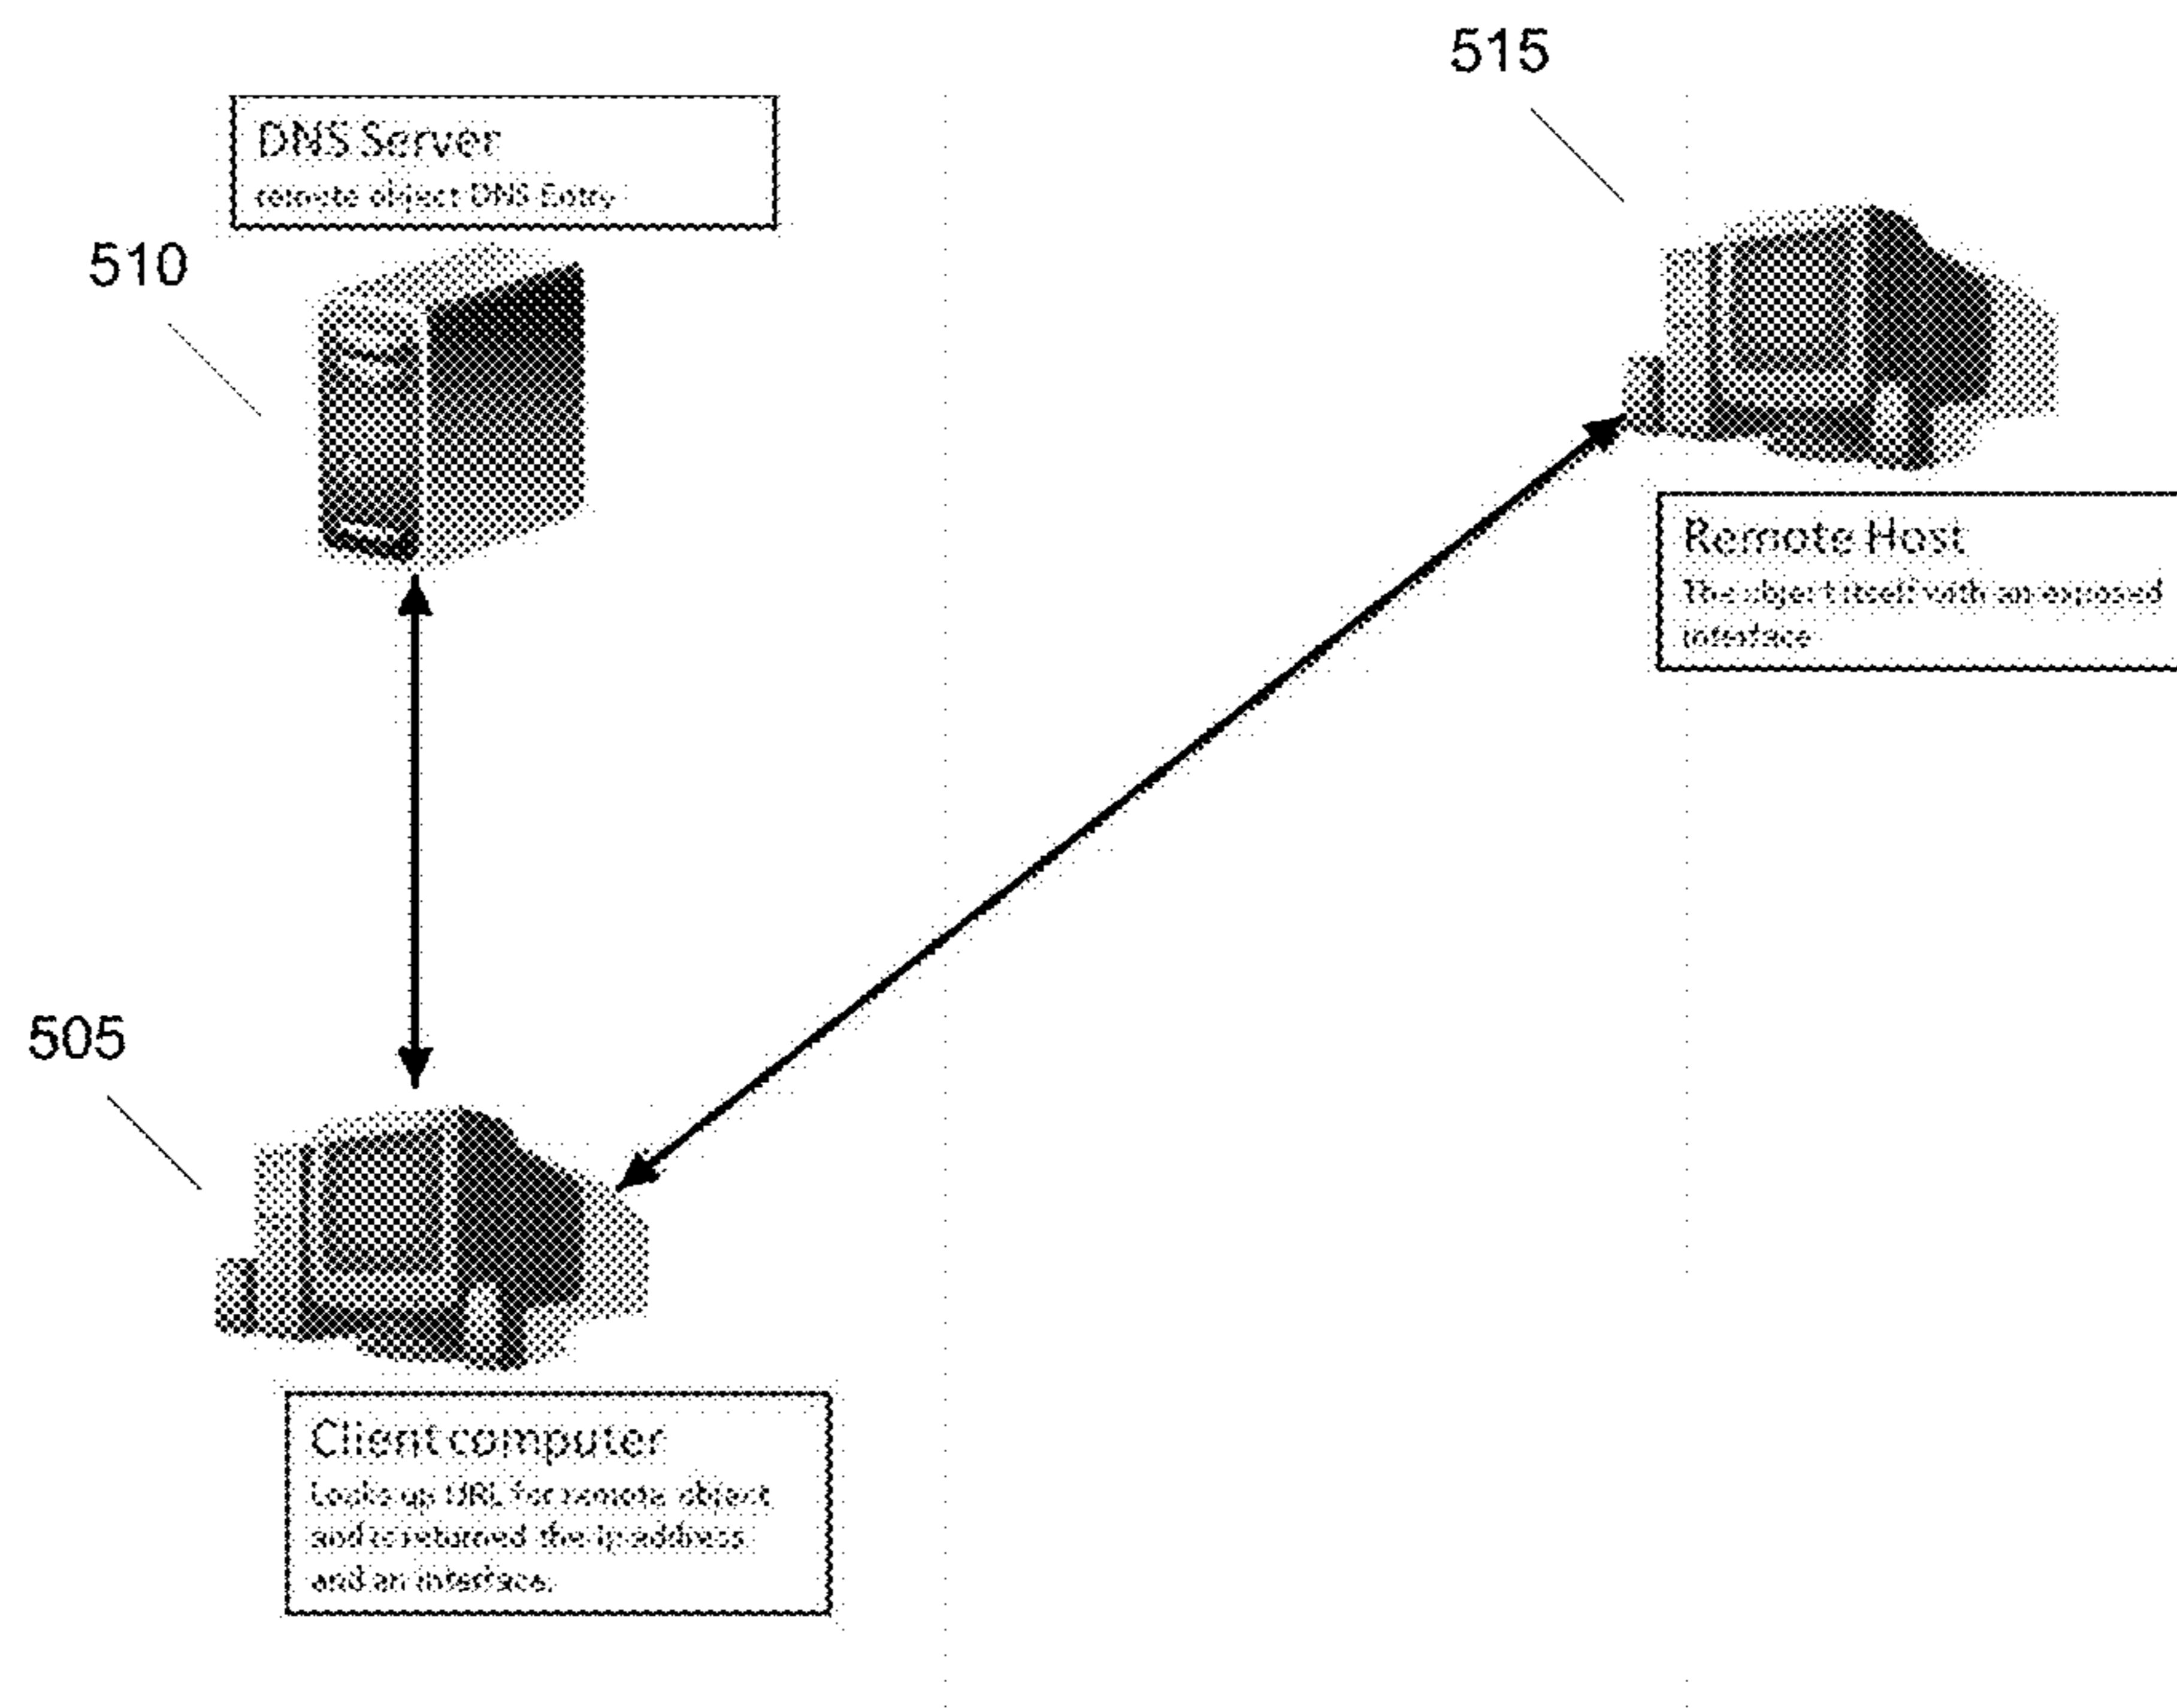 515
DNS Server
remote object DNS Entry
510
Remote Host
The object itself with an exposed
interface
505
Client computer
Looks up URL for remote object
and is returned the ip address
and an interface.